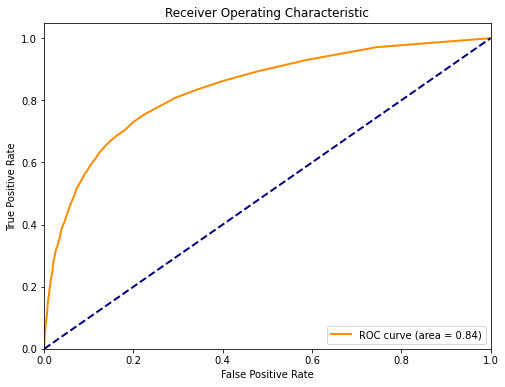 Receiver Operating Characteristic
True Positive Rate
1.0
0.8
0.6
0.4
0.2
0.0
ROC curve (area = 0.84)
0.0 0.2 0.4 0.6 0.8 1.0
False Positive Rate